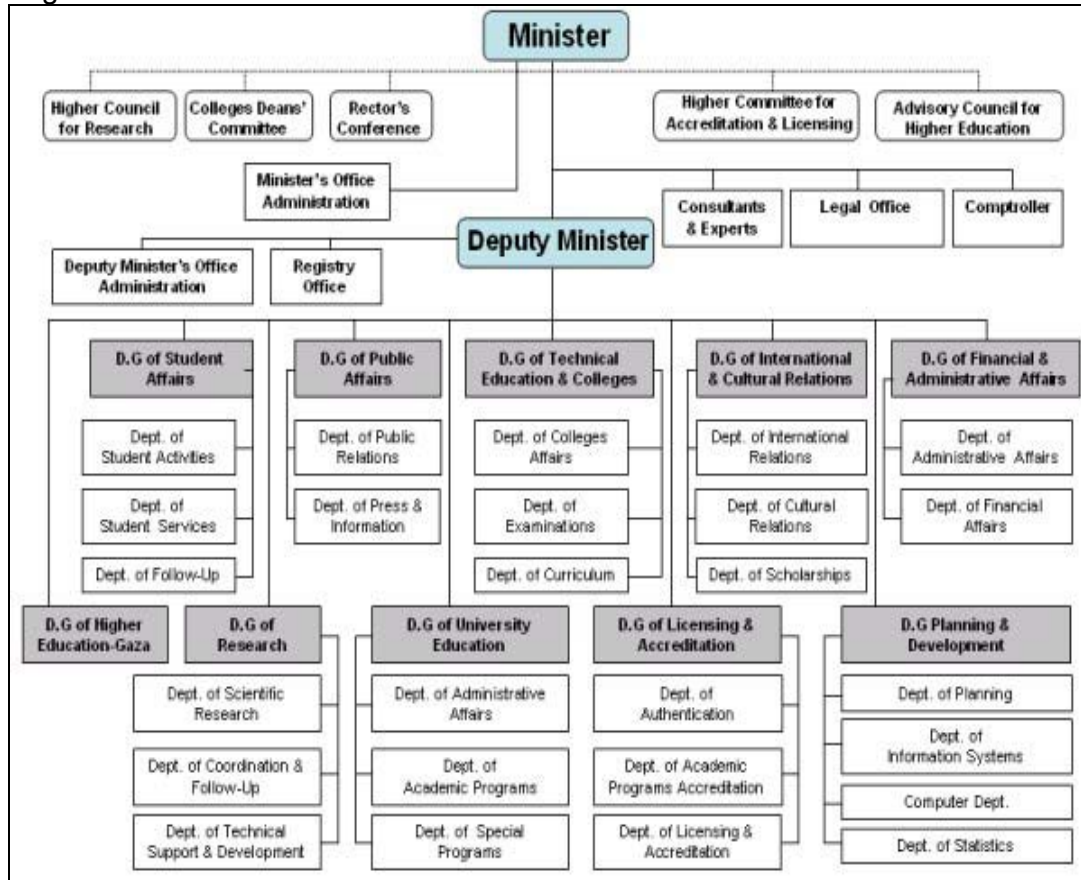 Minister
Higher Council
for Research
Colleges Deans'
Committee
Rector's
Conference
Higher Committee for
Accreditation & Licensing
Advisory Council for
Higher Education
Minister's Office
Administration
Consultants
& Experts
Legal Office
Comptroller
Deputy Minister
Deputy Minister's Office
Administration
Registry
Office
D.G of Student
Affairs
D.G of Public
Affairs
D.G of Technical
Education & Colleges
D.G of International
& Cultural Relations
D.G of Financial &
Administrative Affairs
Dept. of
Student Activities
Dept. of Public
Relations
Dept. of Colleges
Affairs
Dept. of International
Relations
Dept. of
Administrative Affairs
Dept. of
Student Services
Dept. of Press &
Information
Dept. of
Examinations
Dept. of Cultural
Relations
Dept. of Financial
Affairs
Dept. of Follow-Up
Dept. of Curriculum
Dept. of Scholarships
D.G of Higher
Education-Gaza
D.G of
Research
D.G of University
Education
D.G of Licensing &
Accreditation
D.G Planning &
Development
Dept. of Scientific
Research
Dept. of Administrative
Affairs
Dept. of
Authentication
Dept. of Planning
Dept. of
Information Systems
Dept. of Coordination &
Follow-Up
Dept. of
Academic Programs
Dept. of Academic
Programs Accreditation
Computer Dept.
Dept. of Technical
Support & Development
Dept. of Special
Programs
Dept. of Licensing &
Accreditation
Dept. of Statistics